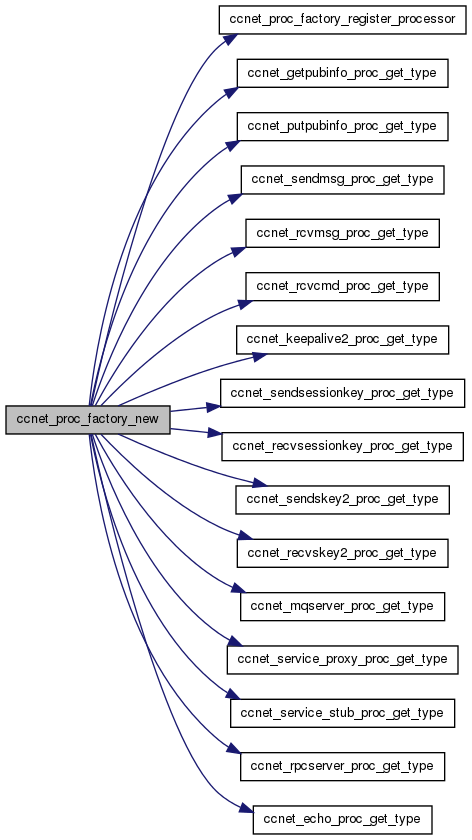 ccnet_proc_factory_register_processor
ccnet_getpubinfo_proc_get_type
ccnet_putpubinfo_proc_get_type
ccnet_sendmsg_proc_get_type
ccnet_rcvmsg_proc_get_type
ccnet_rcvcmd_proc_get_type
ccnet_keepalive2_proc_get_type
ccnet_sendsessionkey_proc_get_type
ccnet_proc_factory_new
ccnet_recvsessionkey_proc_get_type
ccnet_sendskey2_proc_get_type
ccnet_recvskey2_proc_get_type
ccnet_mqserver_proc_get_type
ccnet_service_proxy_proc_get_type
ccnet_service_stub_proc_get_type
ccnet_rpcserver_proc_get_type
ccnet_echo_proc_get_type